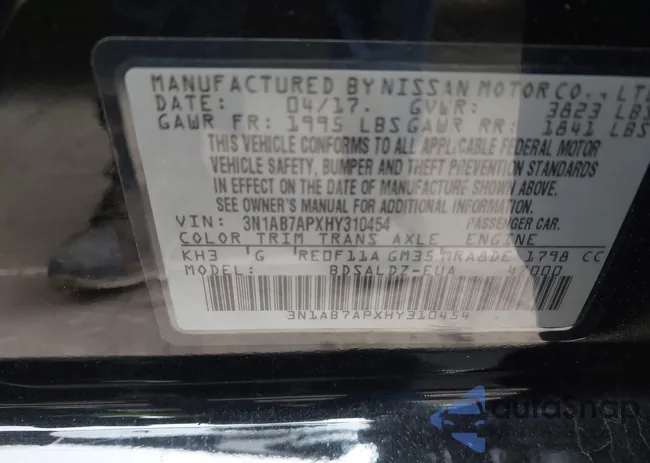 MANUFACTURED BY NISSAN MOTOR CO., LTD
DATE: 04/17. GVWR: 3823 LBS
GAWR FR: 1995 LBS GAWR RR: 1841 LBS
THIS VEHICLE CONFORMS TO ALL APPLICABLE FEDERAL MOTOR
VEHICLE SAFETY, BUMPER AND THEFT PREVENTION STANDARDS
IN EFFECT ON THE DATE OF MANUFACTURE SHOWN ABOVE.
SEE OWNER'S MANUAL FOR ADDITIONAL INFORMATION.
VIN: 3N1AB7APXHY310454 PASSENGER CAR.
COLOR TRIM TRANS AXLE ENGINE
KH3 G RE0F11A GM35 MRA8DE 1798 CC
BDSALDZ-EUA
3N1AB7APXHY310454
autoSnap